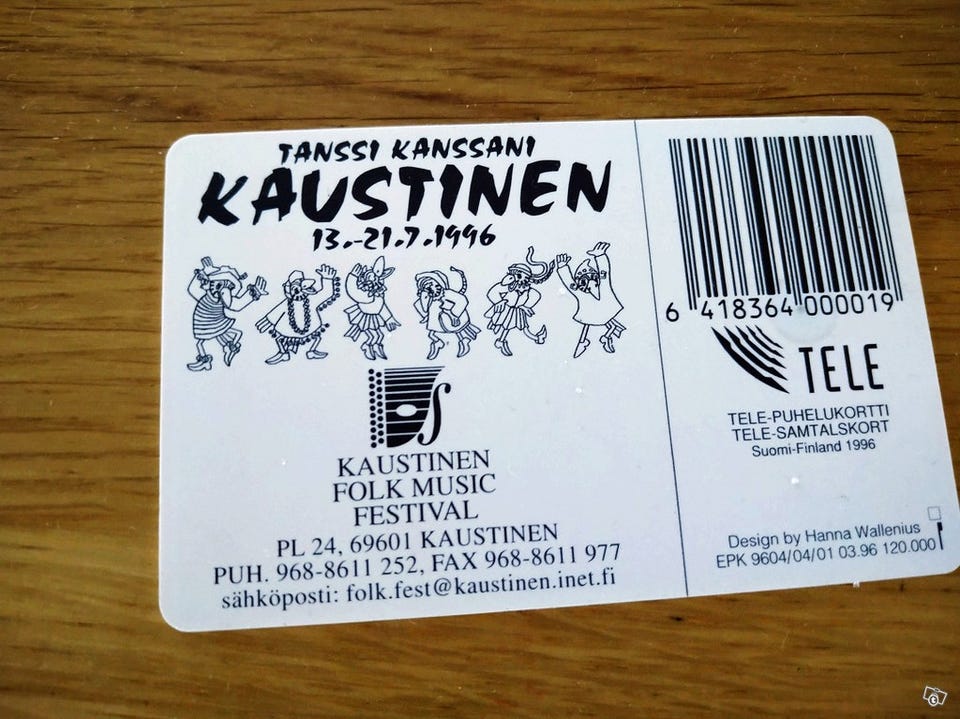 TANSSI KANSSANI
KAUSTINEN
13.-21.7.1996
KAUSTINEN
FOLK MUSIC
FESTIVAL
PL 24, 69601 KAUSTINEN
PUH. 968-8611 252, FAX 968-8611 977
sähköposti: folk.fest@kaustinen.inet.fi
6 418364 000019
TELE
TELE-PUHELUKORTTI
TELE-SAMTALSKORT
Suomi-Finland 1996
Design by Hanna Wallenius
EPK 9604/04/01 03.96 120.000